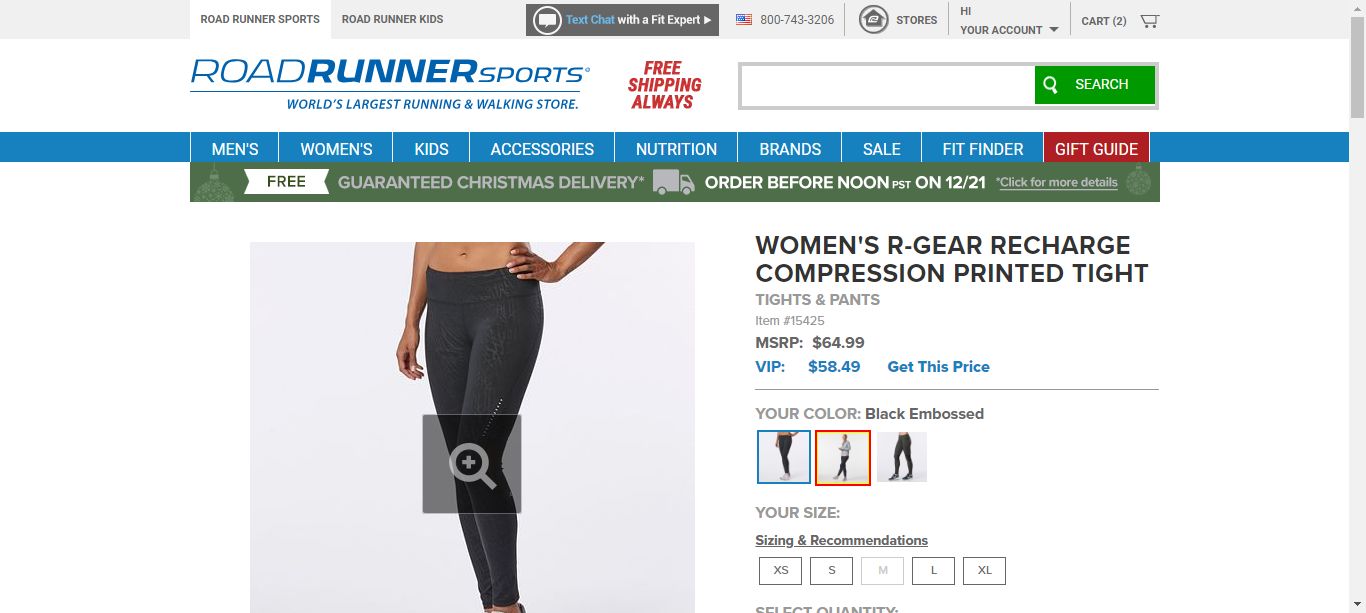 ROAD RUNNER SPORTS
ROAD RUNNER KIDS
Text Chat with a Fit Expert
800-743-3206
STORES
HI
YOUR ACCOUNT
CART (2)
ROADRUNNERSPORTS®
WORLD'S LARGEST RUNNING & WALKING STORE.
FREE
SHIPPING
ALWAYS
SEARCH
MEN'S
WOMEN'S
KIDS
ACCESSORIES
NUTRITION
BRANDS
SALE
FIT FINDER
GIFT GUIDE
FREE GUARANTEED CHRISTMAS DELIVERY* ORDER BEFORE NOON PST ON 12/21 *Click for more details
WOMEN'S R-GEAR RECHARGE
COMPRESSION PRINTED TIGHT
TIGHTS & PANTS
Item #15425
MSRP: $64.99
VIP: $58.49 Get This Price
YOUR COLOR: Black Embossed
YOUR SIZE:
Sizing & Recommendations
XS S M L XL
SELECT QUANTITY: